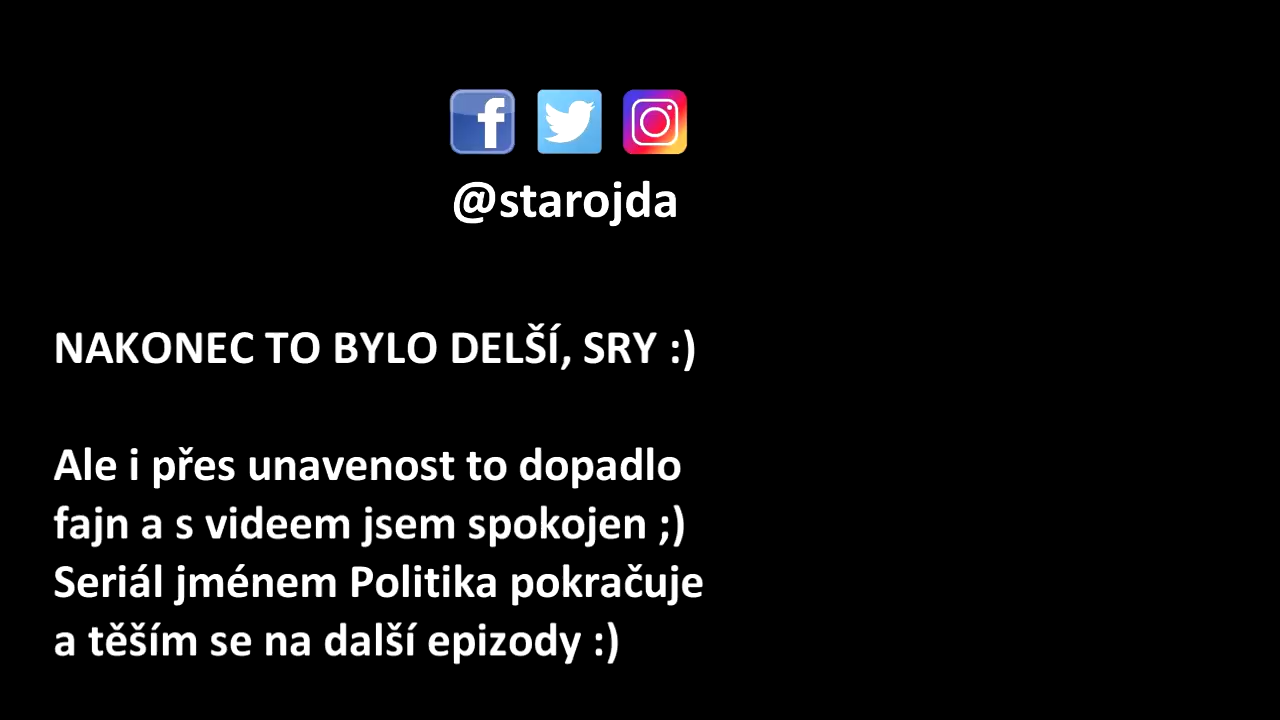 @starojda
NAKONEC TO BYLO DELŠÍ, SRY :)
Ale i přes unavenost to dopadlo
fajn a s videem jsem spokojen ;)
Seriál jménem Politika pokračuje
a těším se na další epizody :)